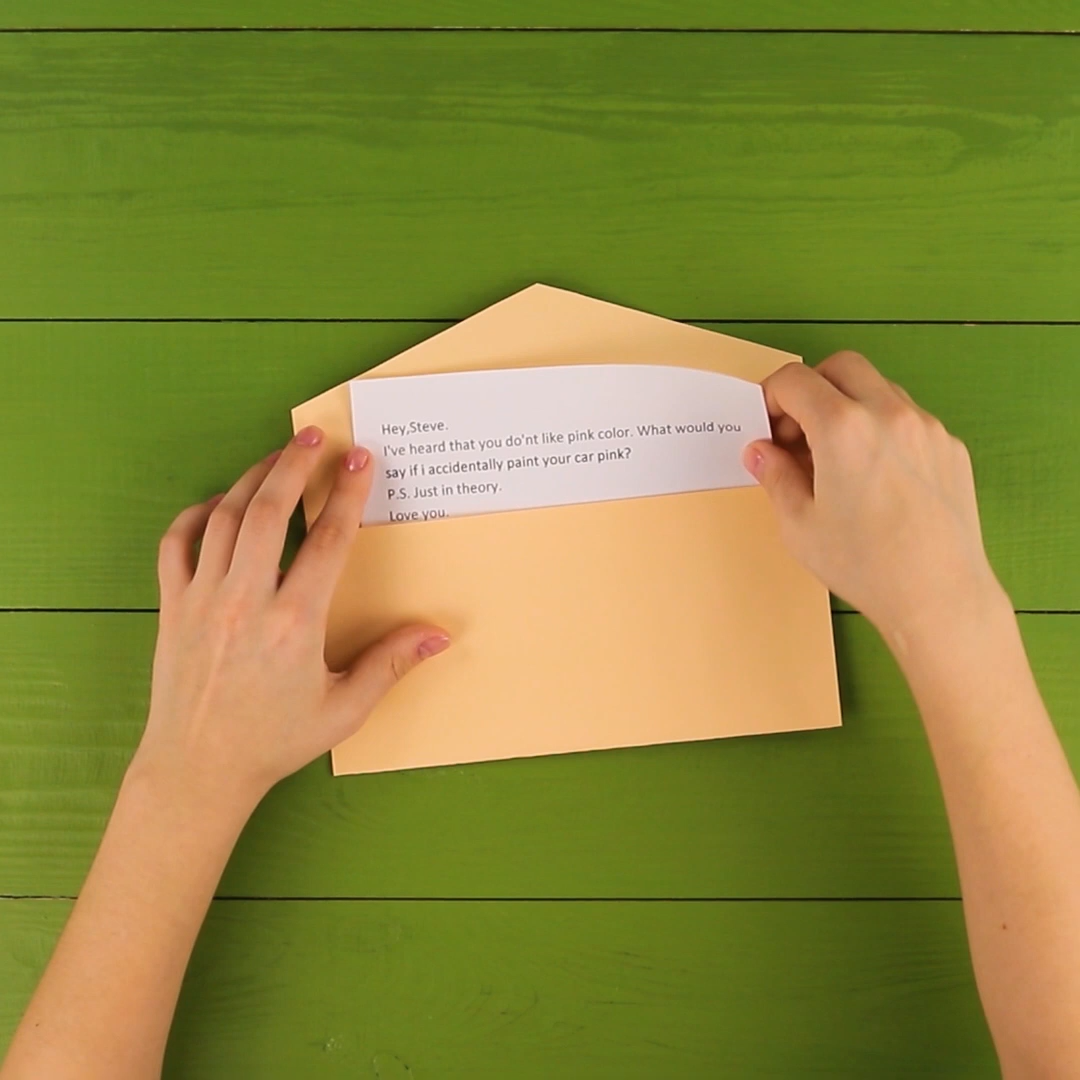 Hey,Steve.
I've heard that you do'nt like pink color. What would you
say if i accidentally paint your car pink?
P.S. Just in theory.
Love you.